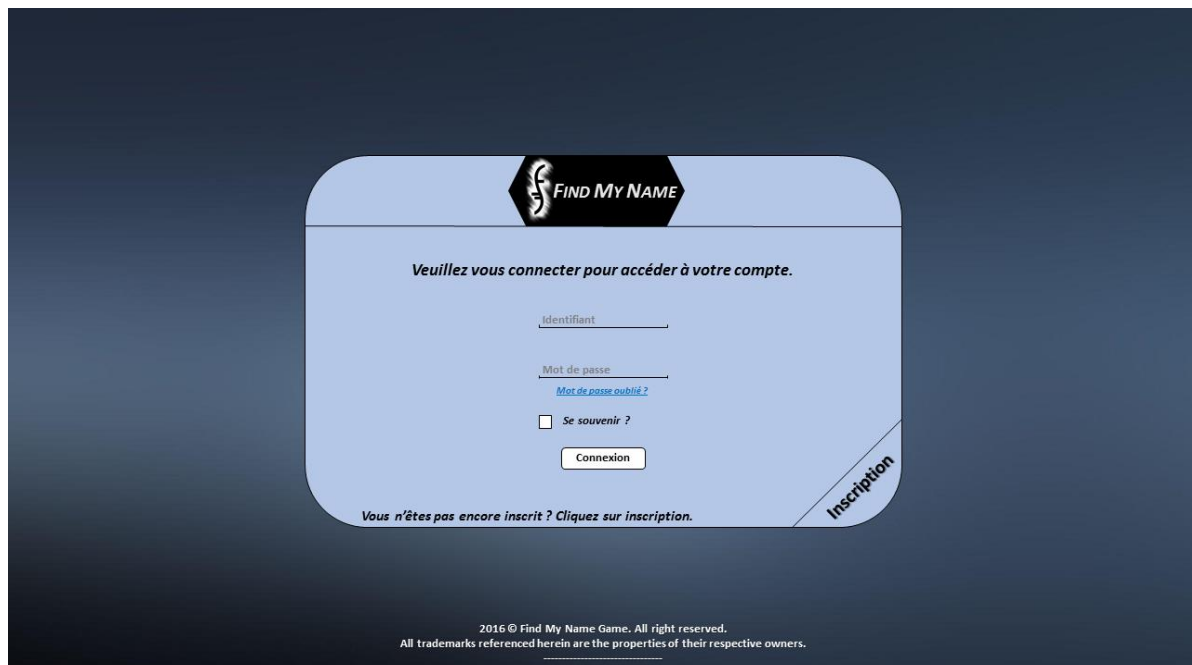 FIND MY NAME
Veuillez vous connecter pour accéder à votre compte.
Identifiant
Mot de passe
Mot de passe oublié ?
Se souvenir ?
Connexion
Inscription
Vous n'êtes pas encore inscrit ? Cliquez sur inscription.
2016 © Find My Name Game. All right reserved.
All trademarks referenced herein are the properties of their respective owners.
--------------------------------